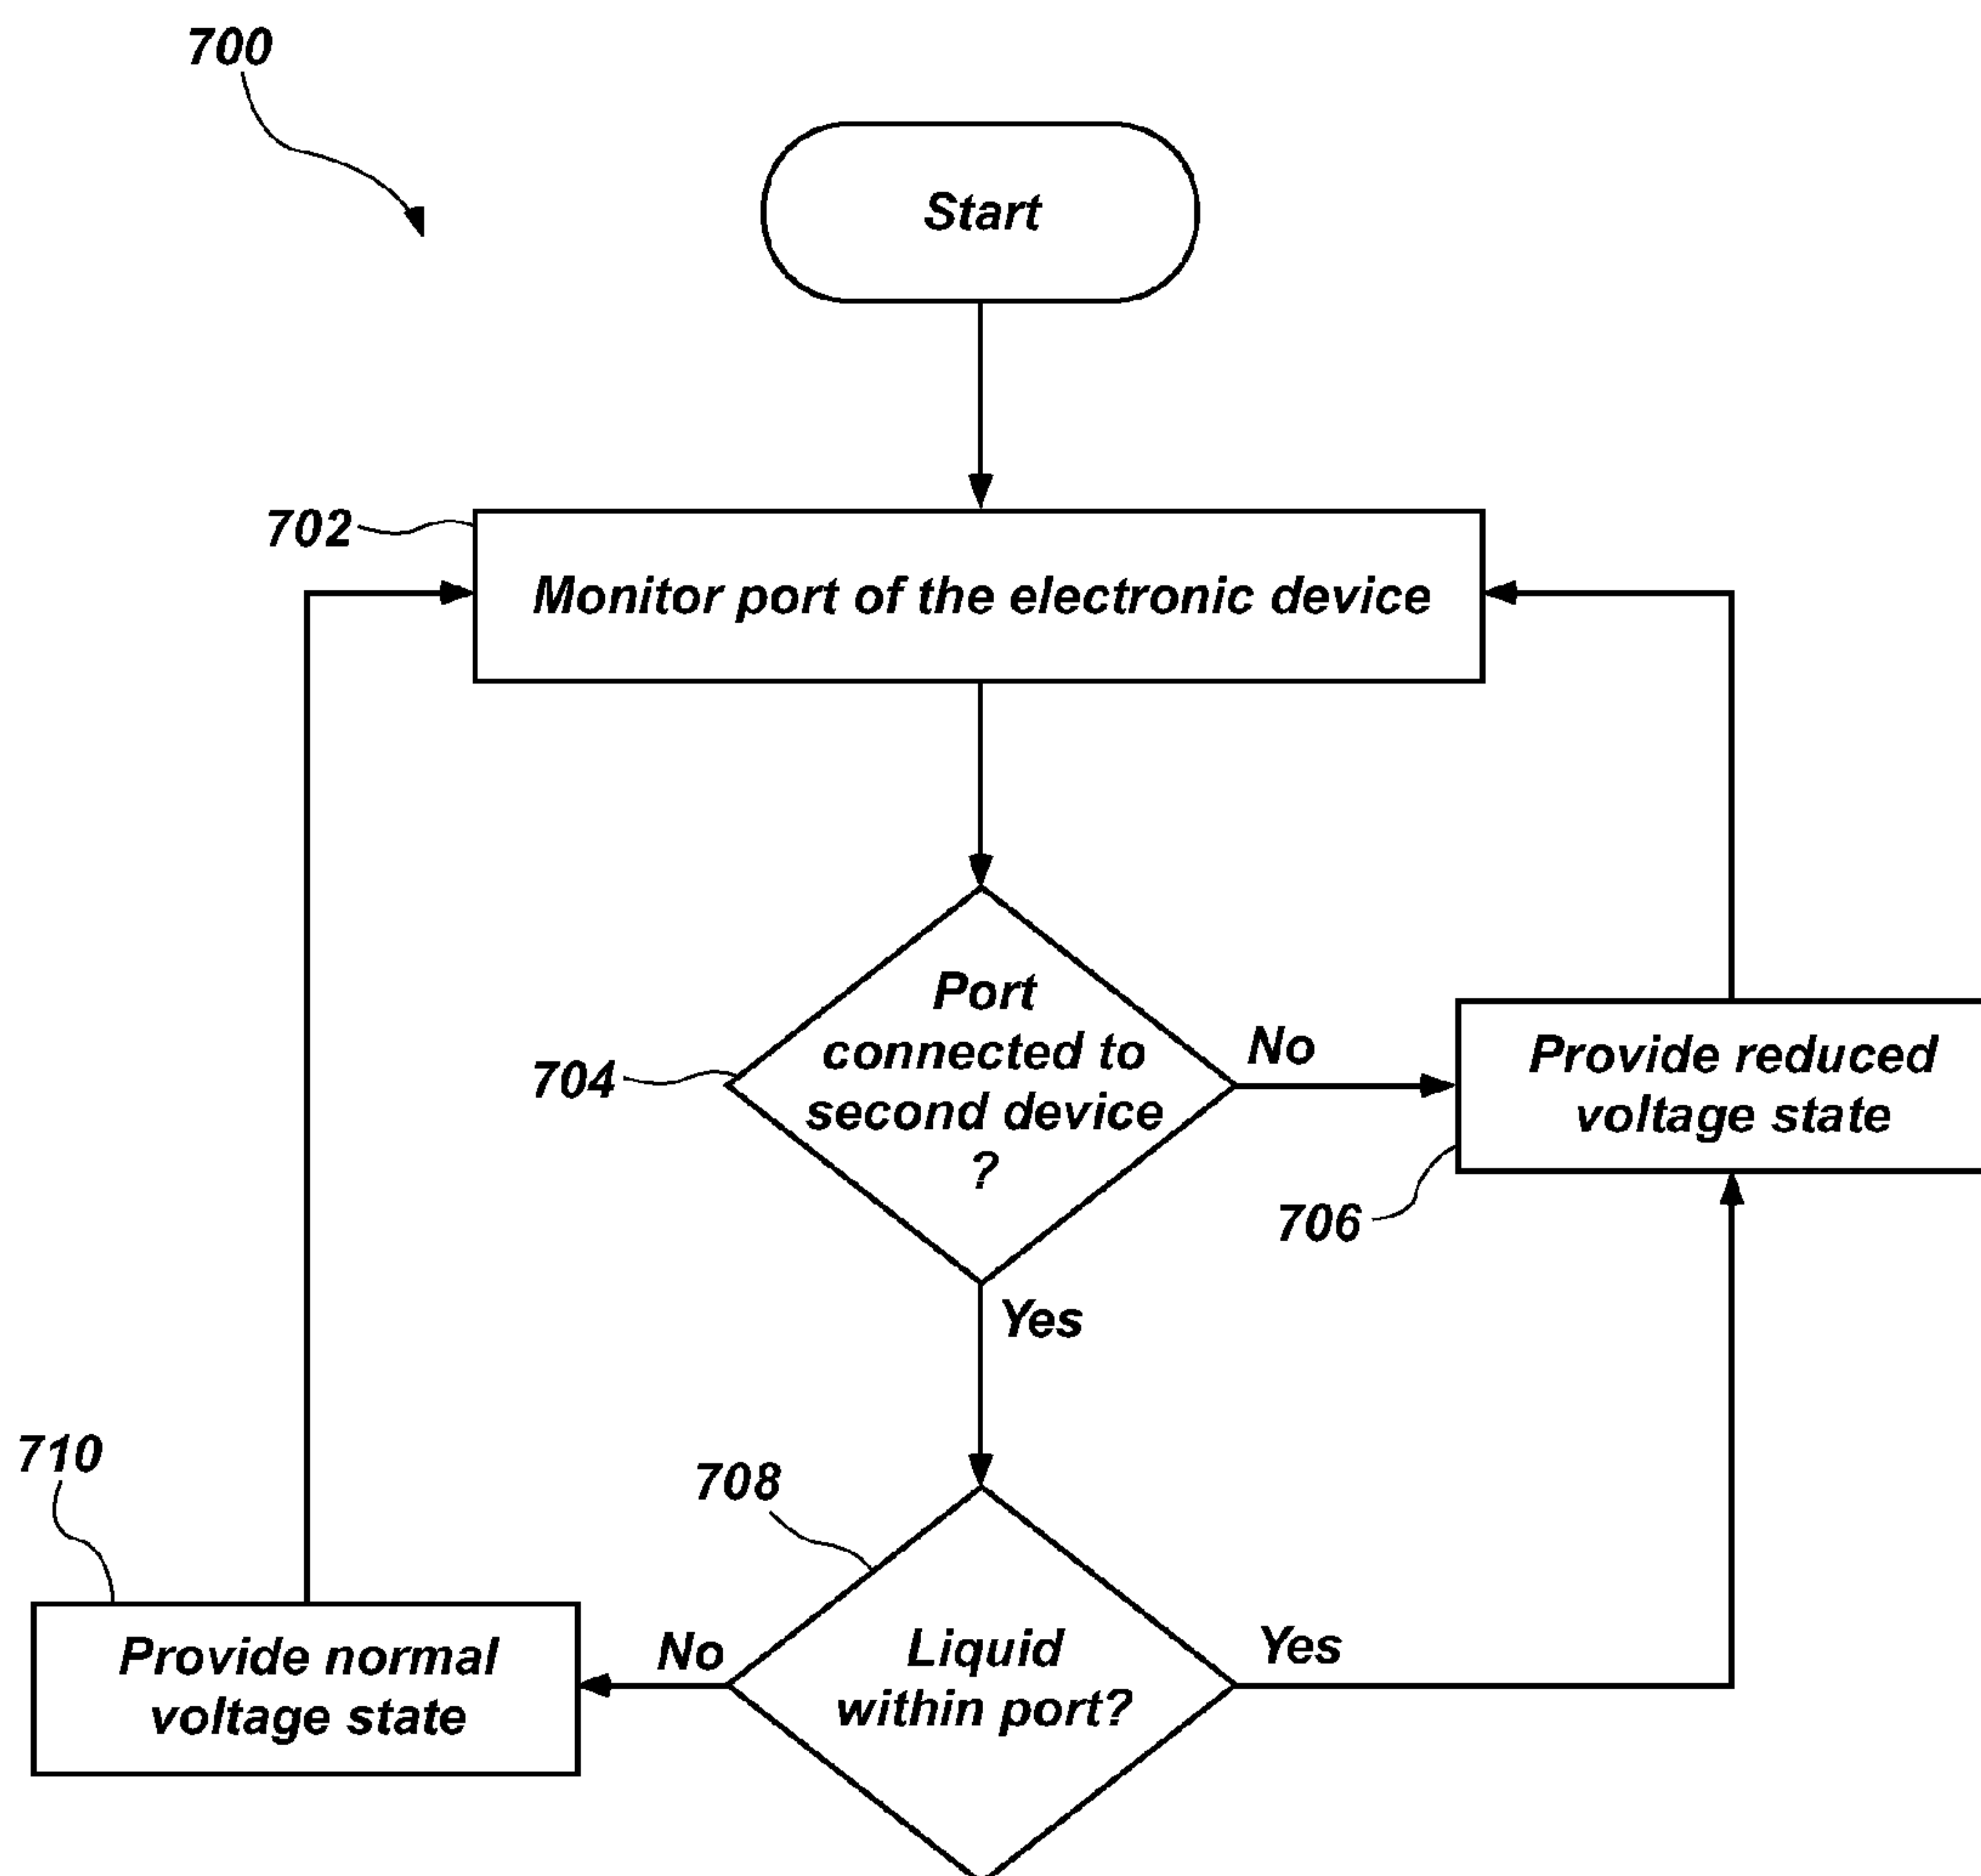 700
Start
702
Monitor port of the electronic device
Port
connected to
second device
?
704
No
Provide reduced
voltage state
706
Yes
710
708
Provide normal
voltage state
No
Liquid
within port?
Yes